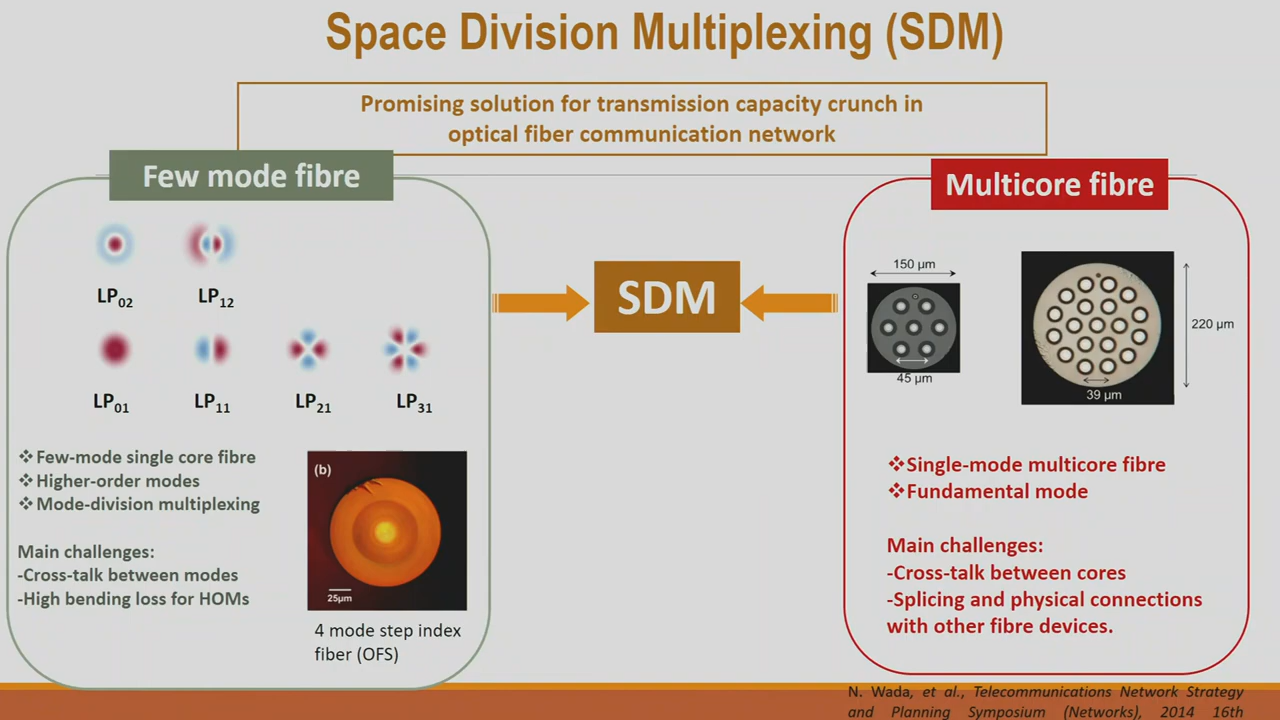 Space Division Multiplexing (SDM)
Promising solution for transmission capacity crunch in
optical fiber communication network
Few mode fibre
LP02
LP12
LP01
LP11
LP21
LP31
❖Few-mode single core fibre
❖Higher-order modes
❖Mode-division multiplexing
Main challenges:
-Cross-talk between modes
-High bending loss for HOMs
(b)
25μm
4 mode step index
fiber (OFS)
SDM
Multicore fibre
150 μm
45 μm
220 μm
39 μm
❖Single-mode multicore fibre
❖Fundamental mode
Main challenges:
-Cross-talk between cores
-Splicing and physical connections
with other fibre devices.
N. Wada, et al., Telecommunications Network Strategy
and Planning Symposium (Networks), 2014 16th